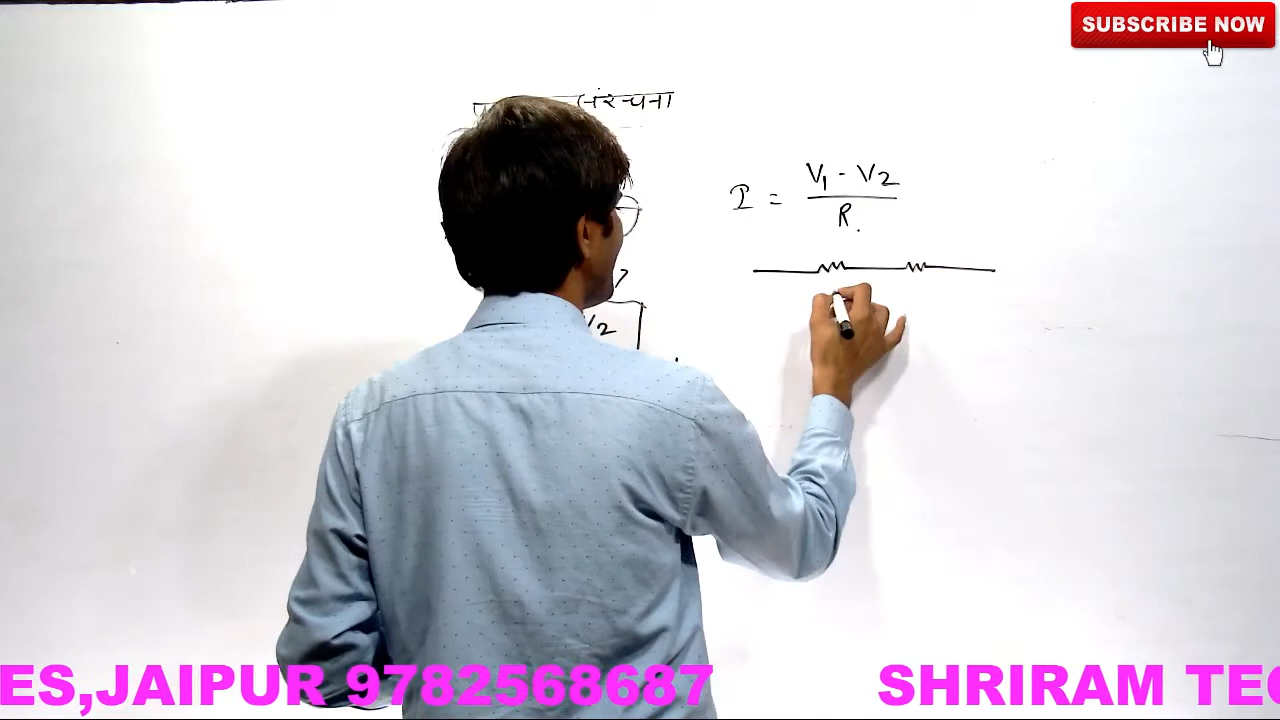 SUBSCRIBE NOW
संरचना
I = V₁ - V₂ / R
ES,JAIPUR 9782568687 SHRIRAM TEC